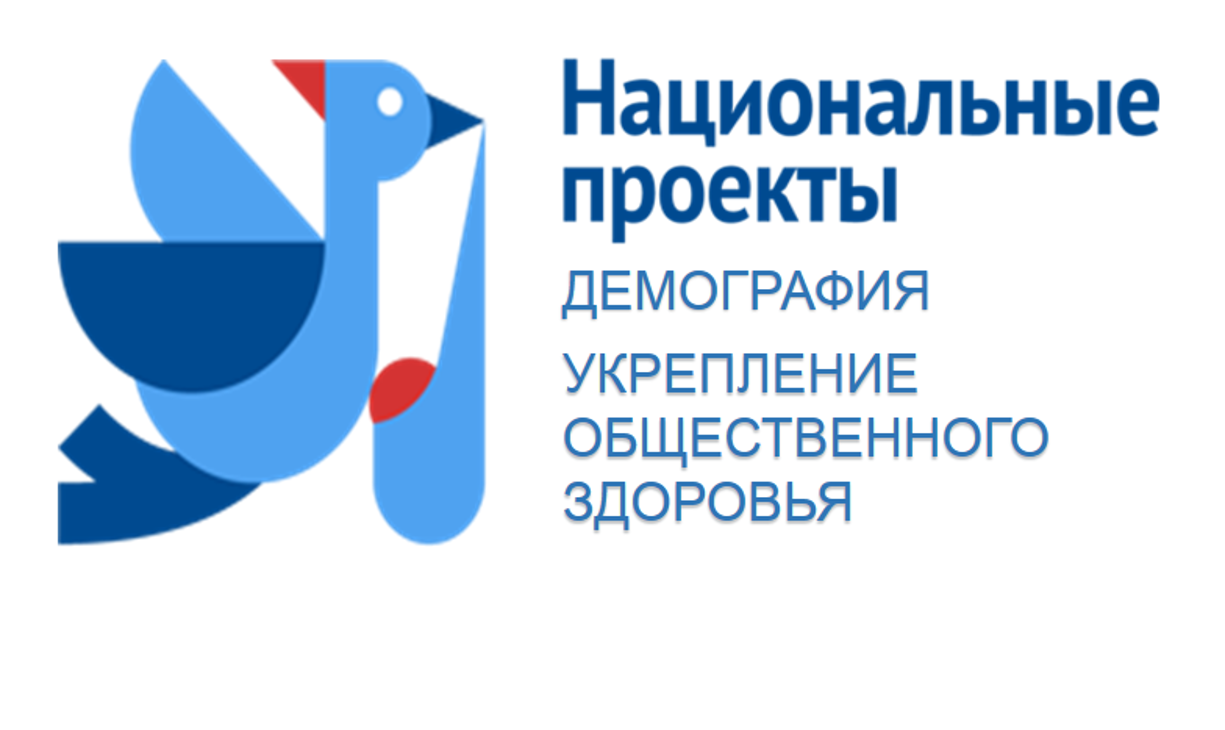 Национальные
проекты
ДЕМОГРАФИЯ
УКРЕПЛЕНИЕ
ОБЩЕСТВЕННОГО
ЗДОРОВЬЯ